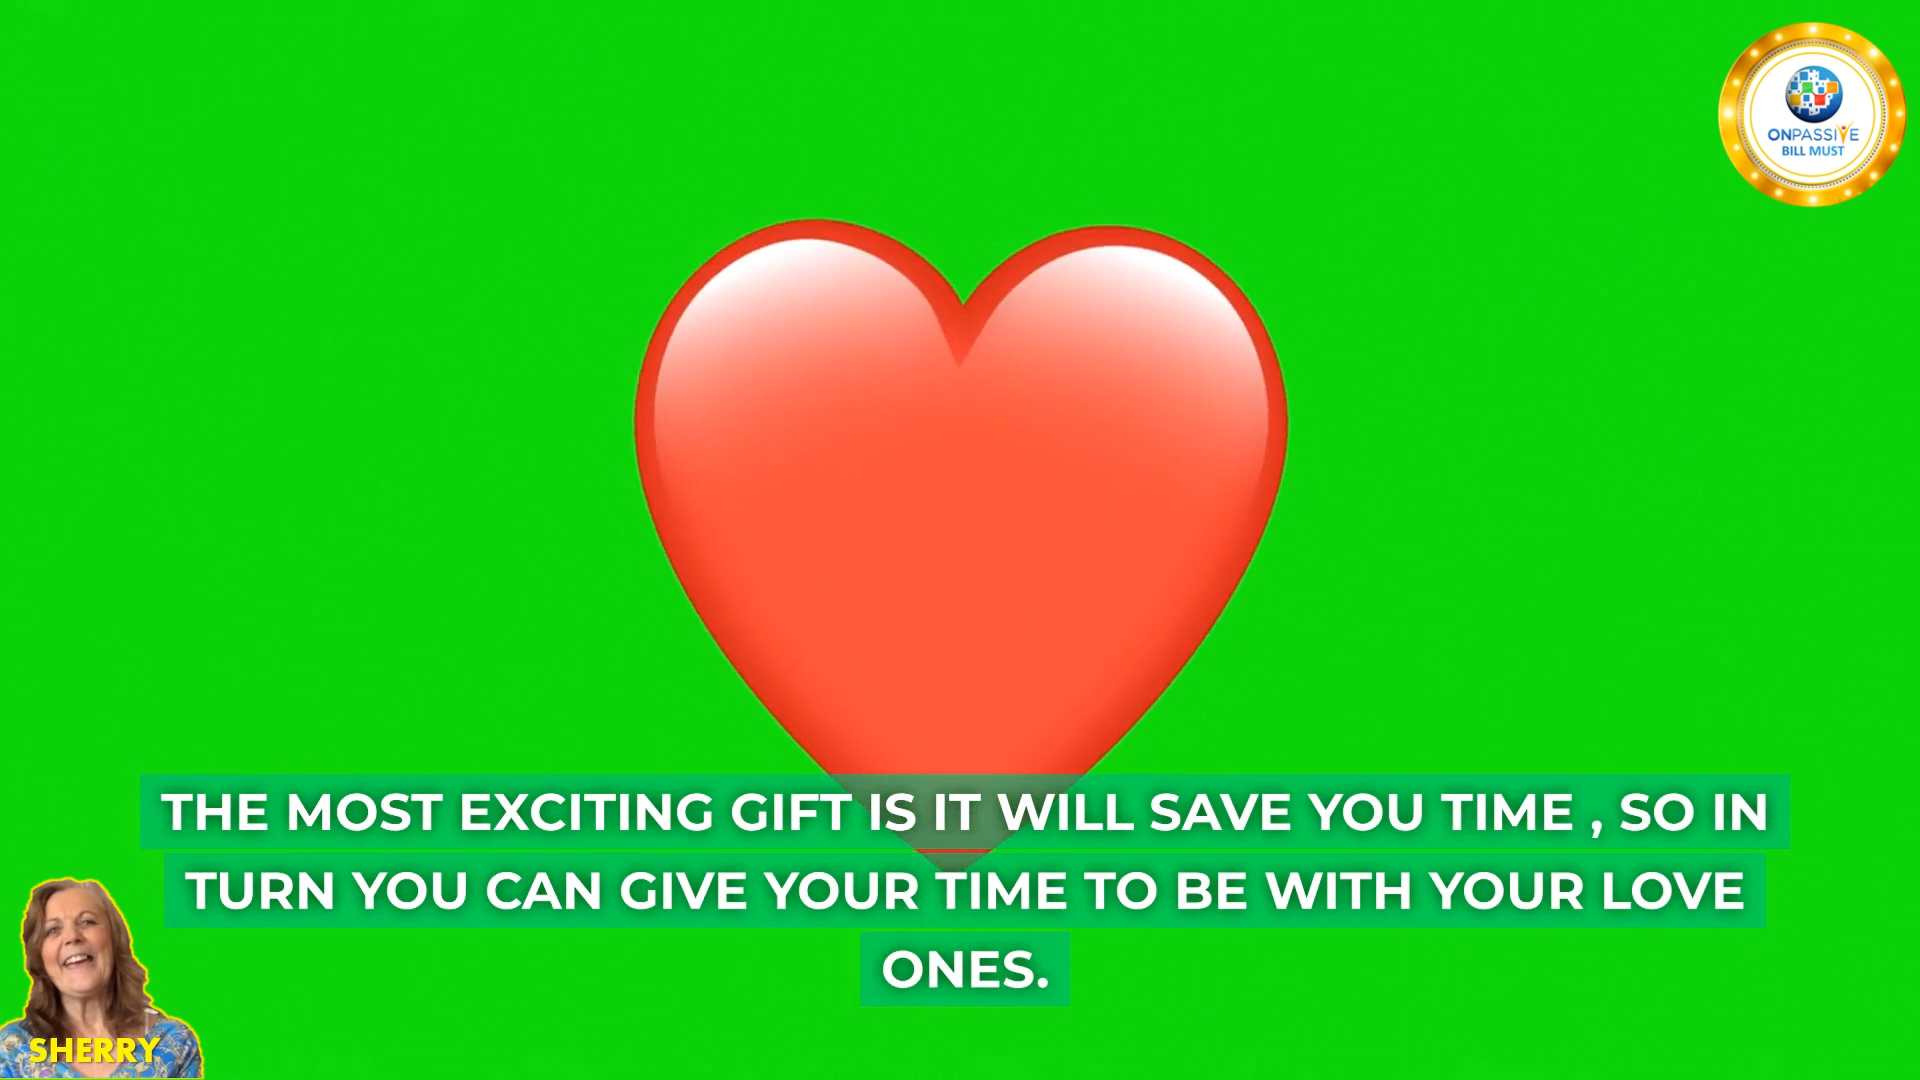 ONPASSIVE
BILL MUST
THE MOST EXCITING GIFT IS IT WILL SAVE YOU TIME , SO IN
TURN YOU CAN GIVE YOUR TIME TO BE WITH YOUR LOVE
ONES.
SHERRY